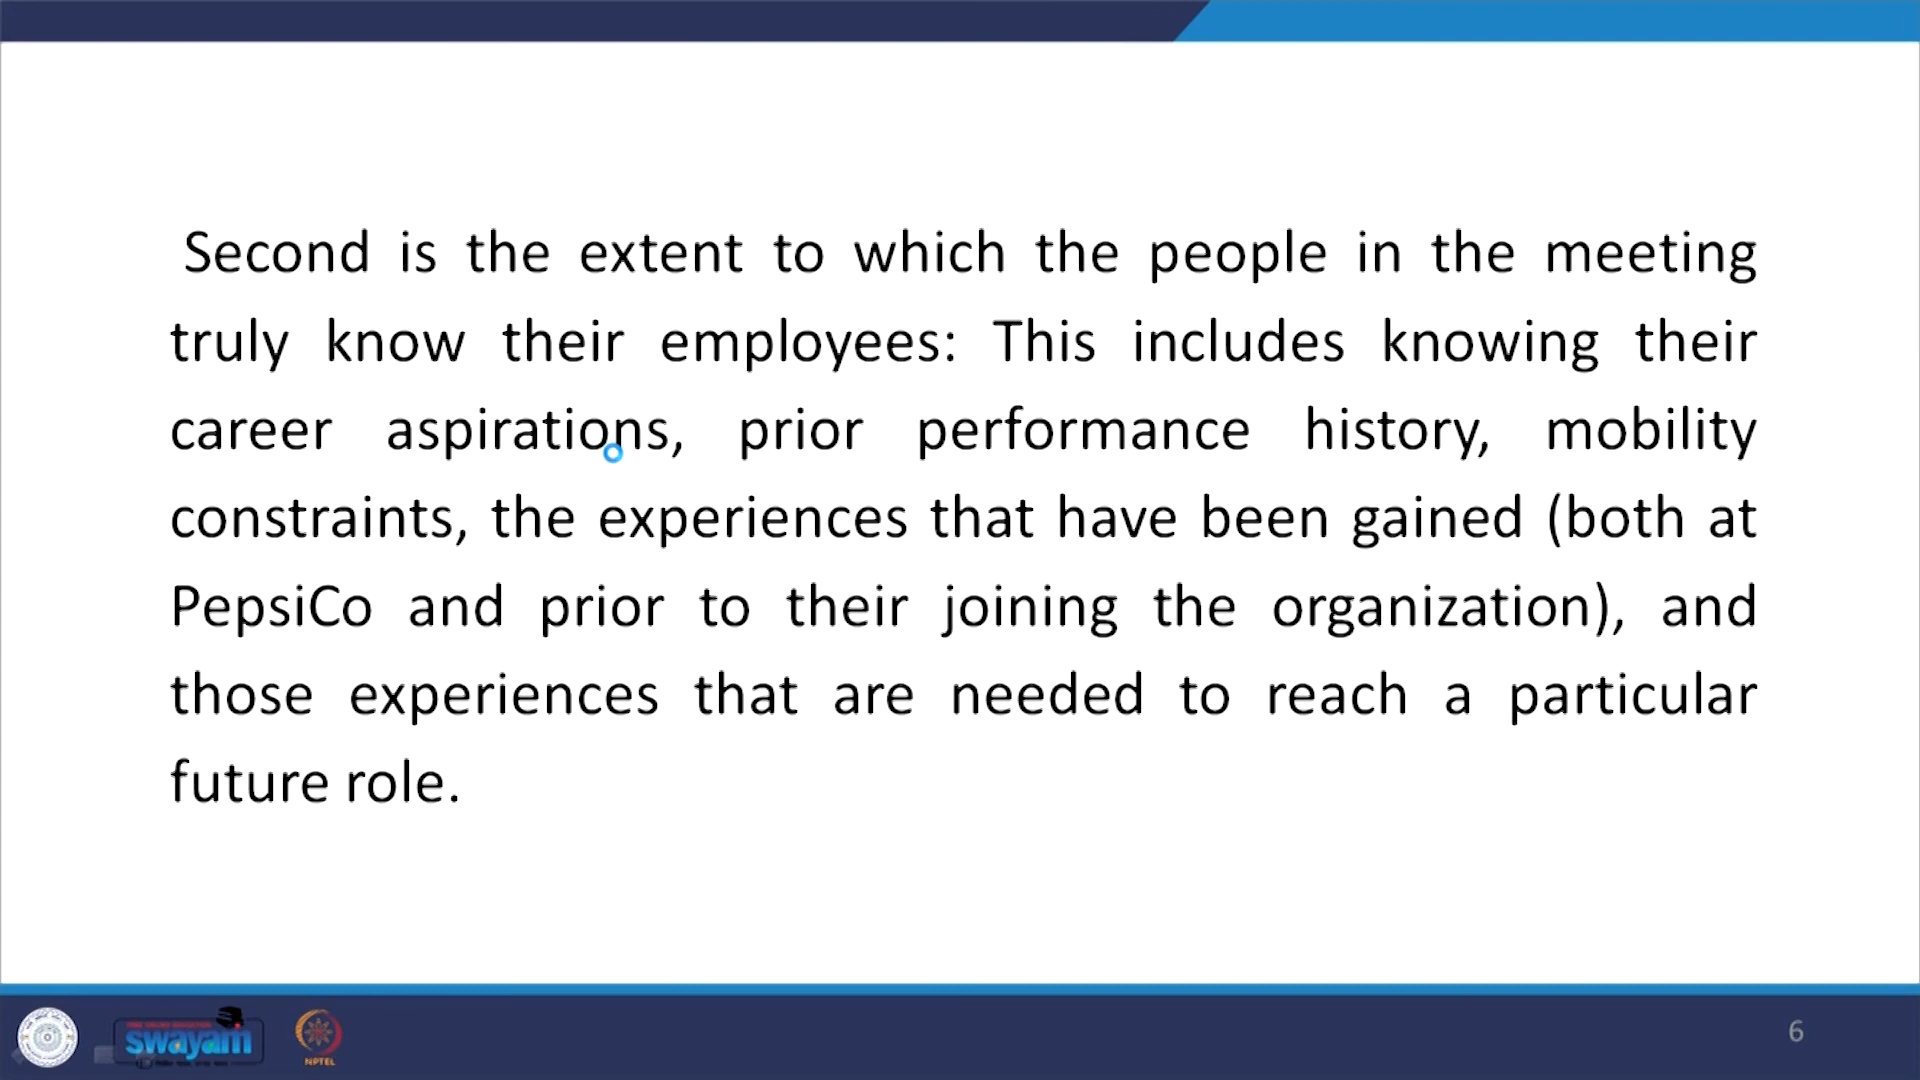 Second is the extent to which the people in the meeting
truly know their employees: This includes knowing their
career aspirations, prior performance history, mobility
constraints, the experiences that have been gained (both at
PepsiCo and prior to their joining the organization), and
those experiences that are needed to reach a particular
future role.
swayam
NPTEL
6